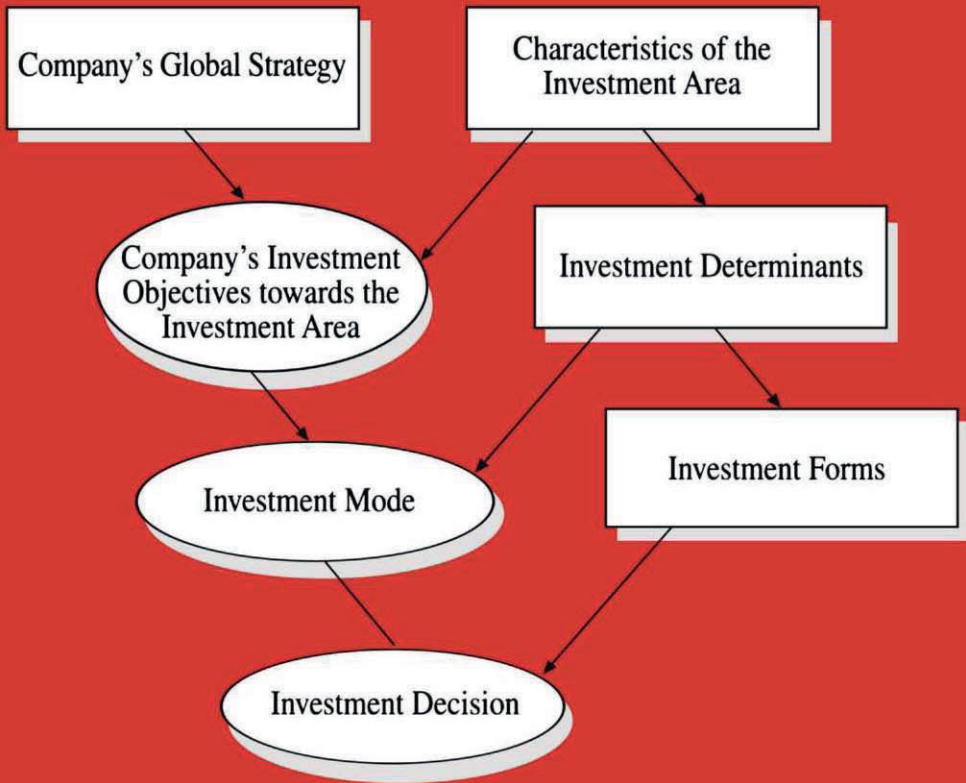 Company’s Global Strategy
Characteristics of the
Investment Area
Company’s Investment
Objectives towards the
Investment Area
Investment Determinants
Investment Mode
Investment Forms
Investment Decision